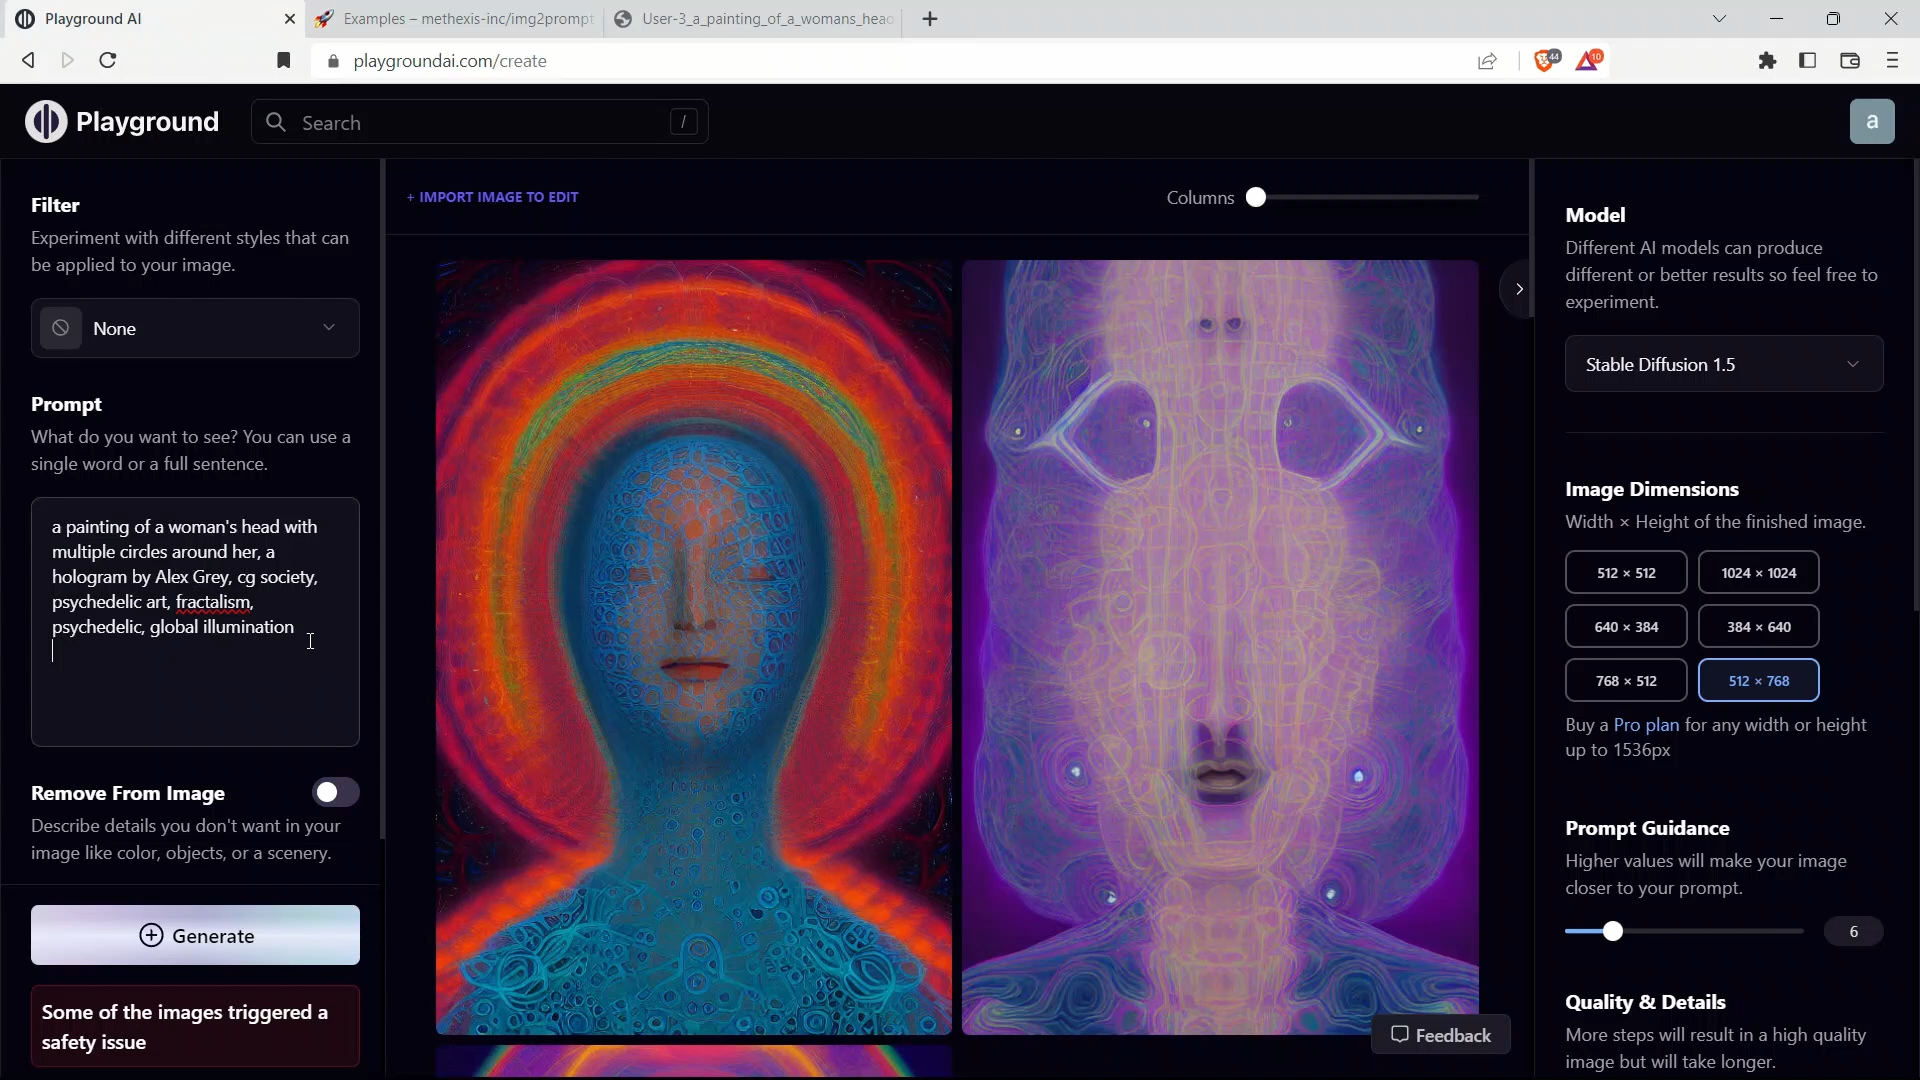 Playground AI
Examples – methexis-inc/img2prompt
User-3_a_painting_of_a_womans_head
playgroundai.com/create
44
10
Playground
Search
/
a
Filter
Experiment with different styles that can
be applied to your image.
None
Prompt
What do you want to see? You can use a
single word or a full sentence.
a painting of a woman's head with
multiple circles around her, a
hologram by Alex Grey, cg society,
psychedelic art, fractalism,
psychedelic, global illumination
Remove From Image
Describe details you don't want in your
image like color, objects, or a scenery.
Generate
Some of the images triggered a
safety issue
+ IMPORT IMAGE TO EDIT
Columns
Feedback
Model
Different AI models can produce
different or better results so feel free to
experiment.
Stable Diffusion 1.5
Image Dimensions
Width × Height of the finished image.
512 × 512
1024 × 1024
640 × 384
384 × 640
768 × 512
512 × 768
Buy a Pro plan for any width or height
up to 1536px
Prompt Guidance
Higher values will make your image
closer to your prompt.
6
Quality & Details
More steps will result in a high quality
image but will take longer.